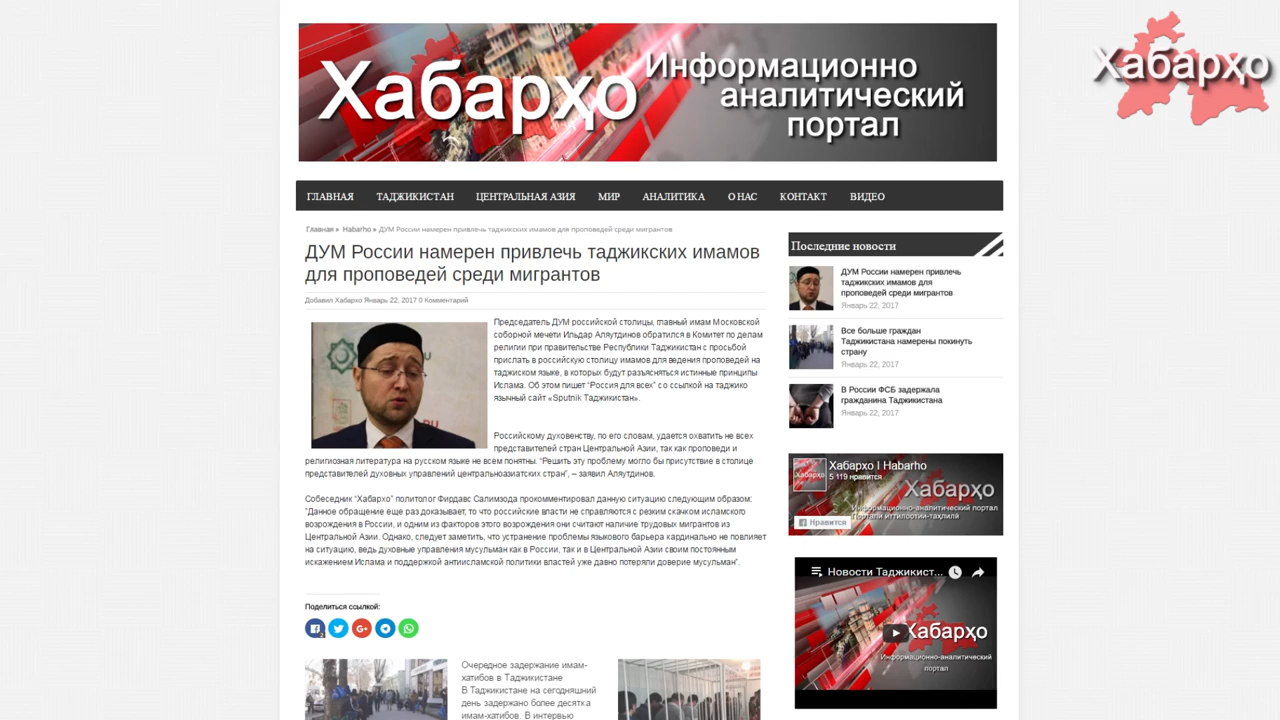 Хабарҳо
Информационно
аналитический
портал
Хабарҳо
ГЛАВНАЯ ТАДЖИКИСТАН ЦЕНТРАЛЬНАЯ АЗИЯ МИР АНАЛИТИКА О НАС КОНТАКТ ВИДЕО
Главная » Habarho » ДУМ России намерен привлечь таджикских имамов для проповедей среди мигрантов
ДУМ России намерен привлечь таджикских имамов
для проповедей среди мигрантов
Добавил Хабархо Январь 22, 2017 0 Комментарий
Председатель ДУМ российской столицы, главный имам Московской
соборной мечети Ильдар Аляутдинов обратился в Комитет по делам
религии при правительстве Республики Таджикистан с просьбой
прислать в российскую столицу имамов для ведения проповедей на
таджиском языке, в которых будут разъясняться истинные принципы
Ислама. Об этом пишет “Россия для всех” со ссылкой на таджико
язычный сайт «Sputnik Таджикистан».
Российскому духовенству, по его словам, удается охватить не всех
представителей стран Центральной Азии, так как проповеди и
религиозная литература на русском языке не всем понятны. “Решить эту проблему могло бы присутствие в столице
представителей духовных управлений центральноазиатских стран”, – заявил Аляутдинов.
Собеседник “Хабархо” политолог Фирдавс Салимзода прокомментировал данную ситуацию следующим образом:
”Данное обращение еще раз доказывает, то что российские власти не справляются с резким скачком исламского
возрождения в России, и одним из факторов этого возрождения они считают наличие трудовых мигрантов из
Центральной Азии. Однако, следует заметить, что устранение проблемы языкового барьера кардинально не повлияет
на ситуацию, ведь духовные управления мусульман как в России, так и в Центральной Азии своим постоянным
искажением Ислама и поддержкой антиисламской политики властей уже давно потеряли доверие мусульман”.
Поделиться ссылкой:
Очередное задержание имам-
хатибов в Таджикистане
В Таджикистане на сегодняшний
день задержано более десятка
имам-хатибов. В интервью
Последние новости
ДУМ России намерен привлечь
таджикских имамов для
проповедей среди мигрантов
Январь 22, 2017
Все больше граждан
Таджикистана намерены покинуть
страну
Январь 22, 2017
В России ФСБ задержала
гражданина Таджикистана
Январь 22, 2017
Хабарҳо
Хабархо I Habarho
5 119 нравится
Хабарҳо
Информационно-аналитический портал
Портали иттилоотӣ-таҳлилӣ
Нравится
Новости Таджикист...
Хабарҳо
Информационно-аналитический
портал